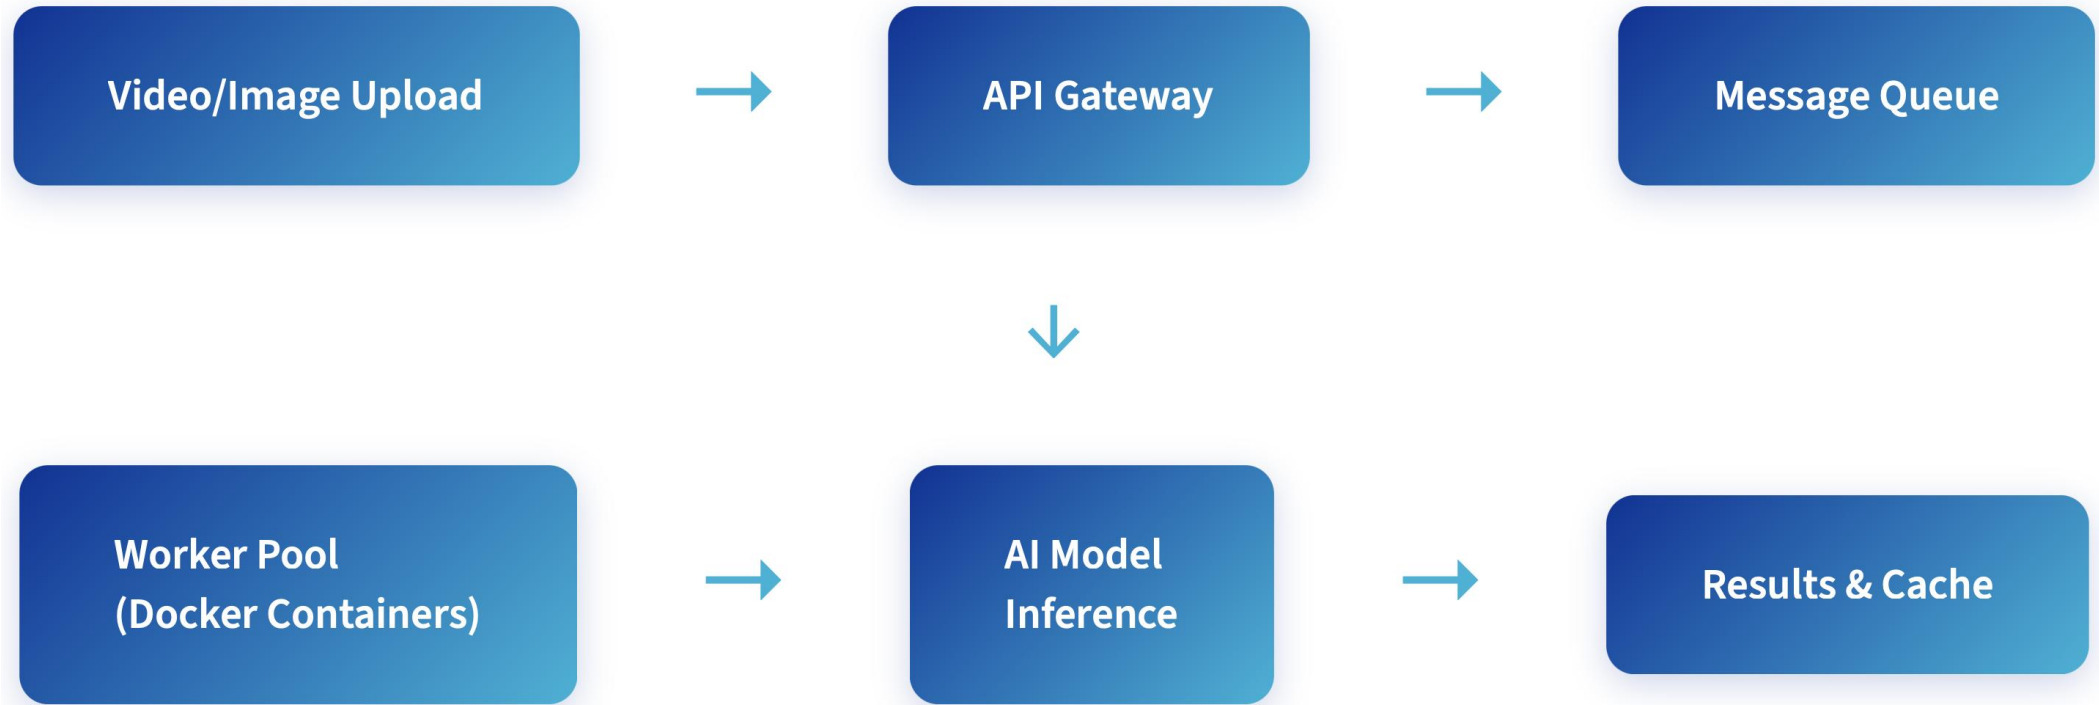 Video/Image Upload
API Gateway
Message Queue
Worker Pool
(Docker Containers)
AI Model
Inference
Results & Cache